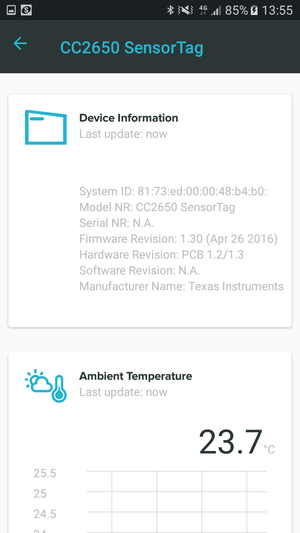 4G 85% 13:55
CC2650 SensorTag
Device Information
Last update: now
System ID: 81:73:ed:00:00:48:b4:b0:
Model NR: CC2650 SensorTag
Serial NR: N.A.
Firmware Revision: 1.30 (Apr 26 2016)
Hardware Revision: PCB 1.2/1.3
Software Revision: N.A.
Manufacturer Name: Texas Instruments
Ambient Temperature
Last update: now
23.7 °C
25.5
25
24.5
24